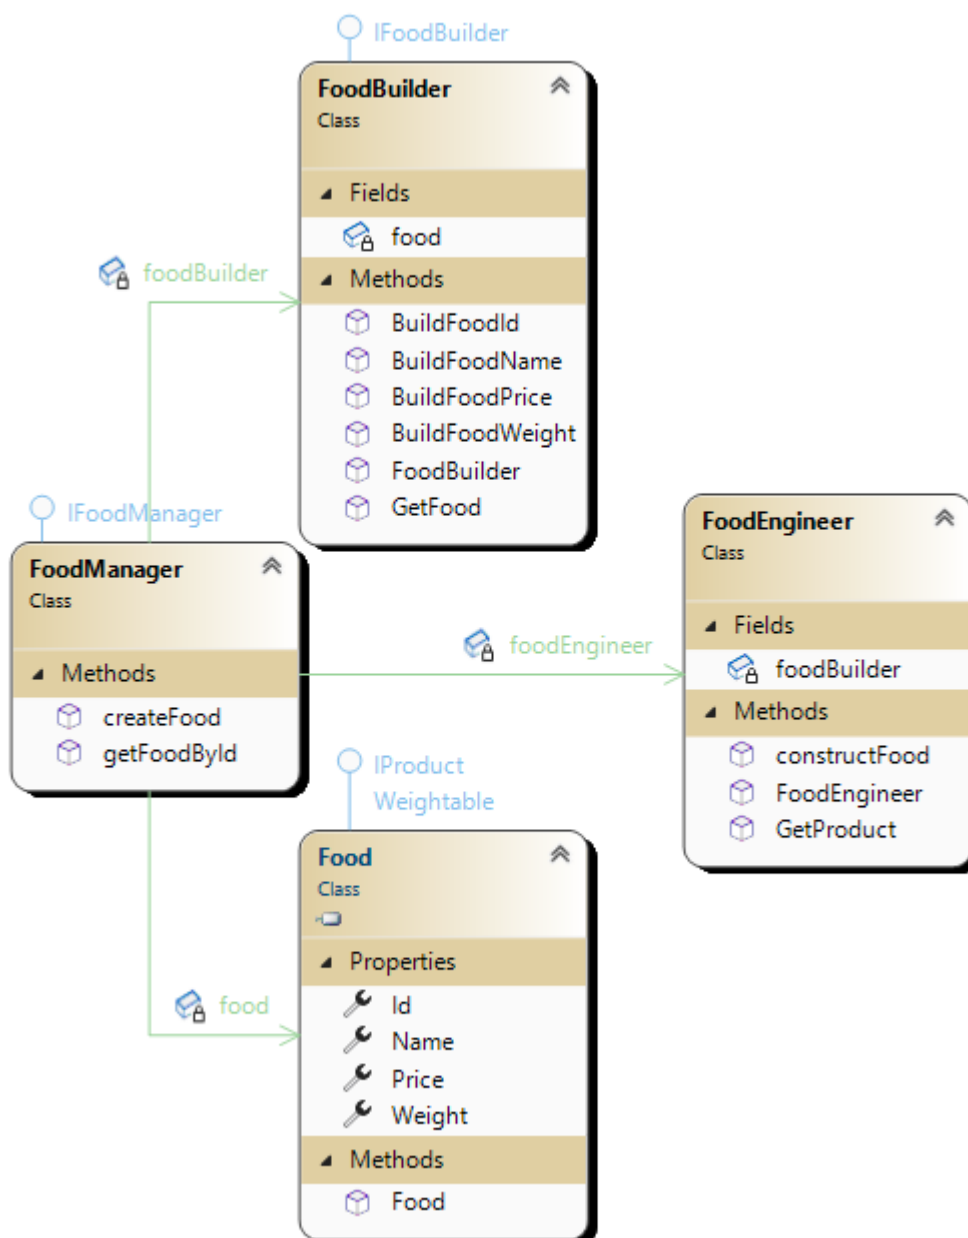 IFoodBuilder
FoodBuilder
Class
Fields
food
Methods
BuildFoodId
BuildFoodName
BuildFoodPrice
BuildFoodWeight
FoodBuilder
GetFood
foodBuilder
IFoodManager
FoodManager
Class
Methods
createFood
getFoodById
foodEngineer
FoodEngineer
Class
Fields
foodBuilder
Methods
constructFood
FoodEngineer
GetProduct
IProduct
Weightable
Food
Class
Properties
Id
Name
Price
Weight
Methods
Food
food